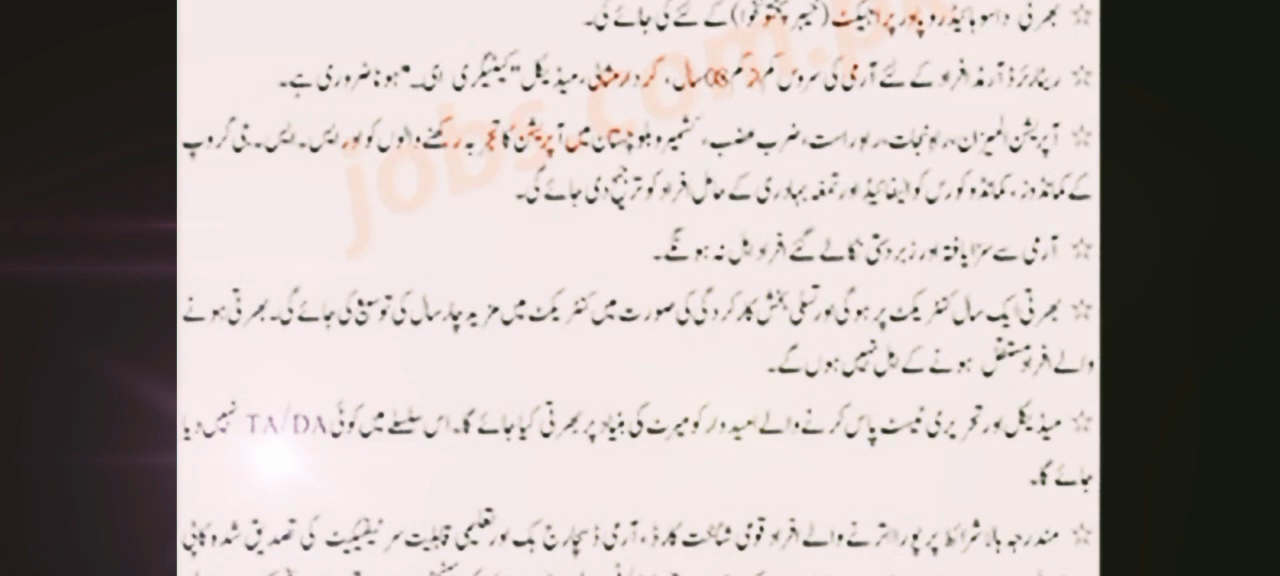 ☆ بھرتی داسو ہائیڈرو پاور پراجیکٹ (خیبر پختونخوا) کے لئے کی جائے گی۔
☆ ریٹائرڈ آرمڈ افراد کے لئے آرمی کی سروس کم از کم 08 سال، کردار مثالی، میڈیکل "کیٹیگری اے۔" ہونا ضروری ہے۔
☆ آپریشن المیزان، راہ نجات، راہ راست، ضرب عضب، کشمیر و بلوچستان میں آپریشن کا تجربہ رکھنے والوں کو اور ایس۔ ایس۔ جی گروپ
کے کمانڈوز، کمانڈو کورس کوالیفائیڈ اور تمغہ بہادری کے حامل افراد کو ترجیح دی جائے گی۔
☆ آرمی سے سزا یافتہ اور زبردستی نکالے گئے افراد اہل نہ ہونگے۔
☆ بھرتی ایک سال کنٹریکٹ پر ہوگی اور تسلی بخش کارکردگی کی صورت میں کنٹریکٹ میں مزید چار سال کی توسیع کی جائے گی۔ بھرتی ہونے
والے افراد مستقل ہونے کے اہل نہیں ہوں گے۔
☆ میڈیکل اور تحریری ٹیسٹ پاس کرنے والے امیدوار کو میرٹ کی بنیاد پر بھرتی کیا جائے گا۔ اس سلسلے میں کوئی TA/DA نہیں دیا
جائے گا۔
☆ مندرجہ بالا شرائط پر پورا اترنے والے افراد قومی شناخت کارڈ، آرمی ڈسچارج بک اور تعلیمی قابلیت سرٹیفکیٹ کی تصدیق شدہ کاپی
jobs.com.pk